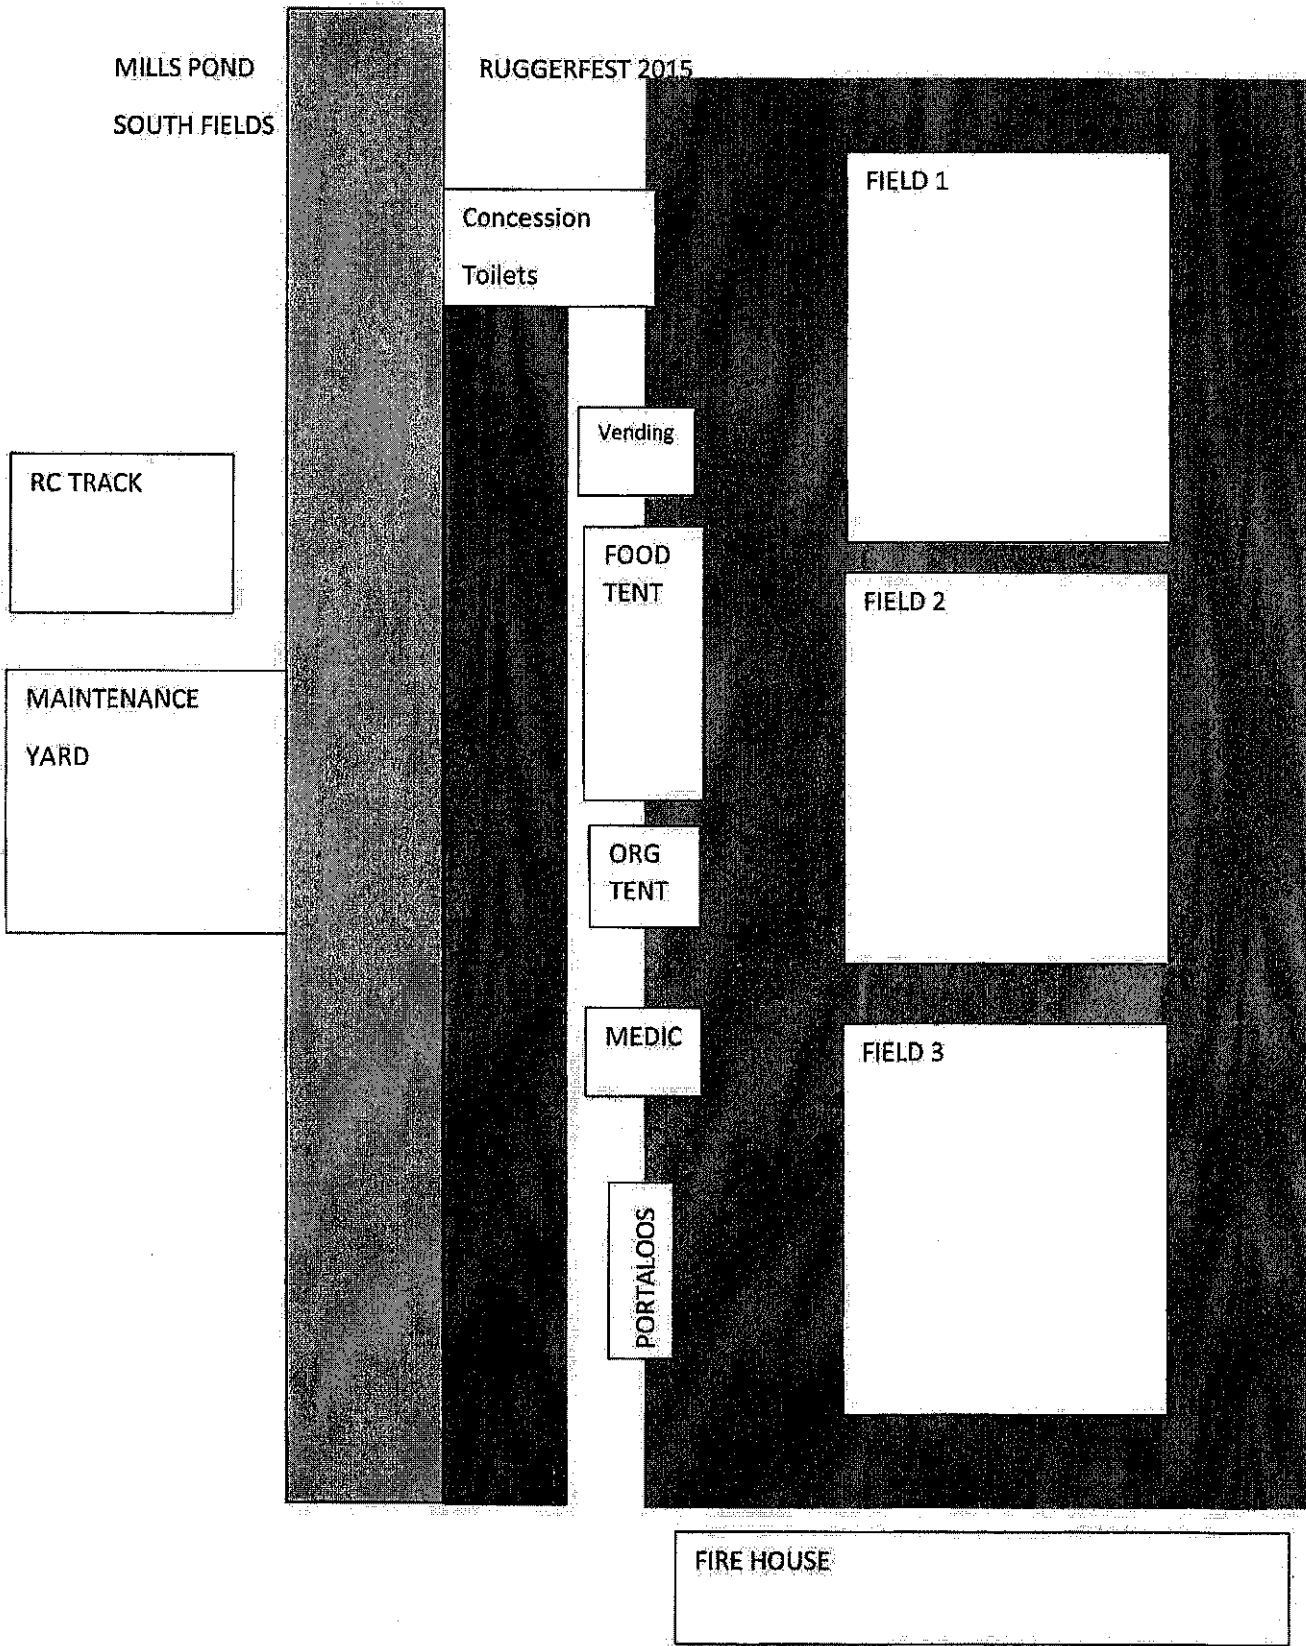 MILLS POND
SOUTH FIELDS
RUGGERFEST 2015
Concession
Toilets
FIELD 1
Vending
RC TRACK
FOOD
TENT
FIELD 2
MAINTENANCE
YARD
ORG
TENT
MEDIC
FIELD 3
PORTALOOS
FIRE HOUSE